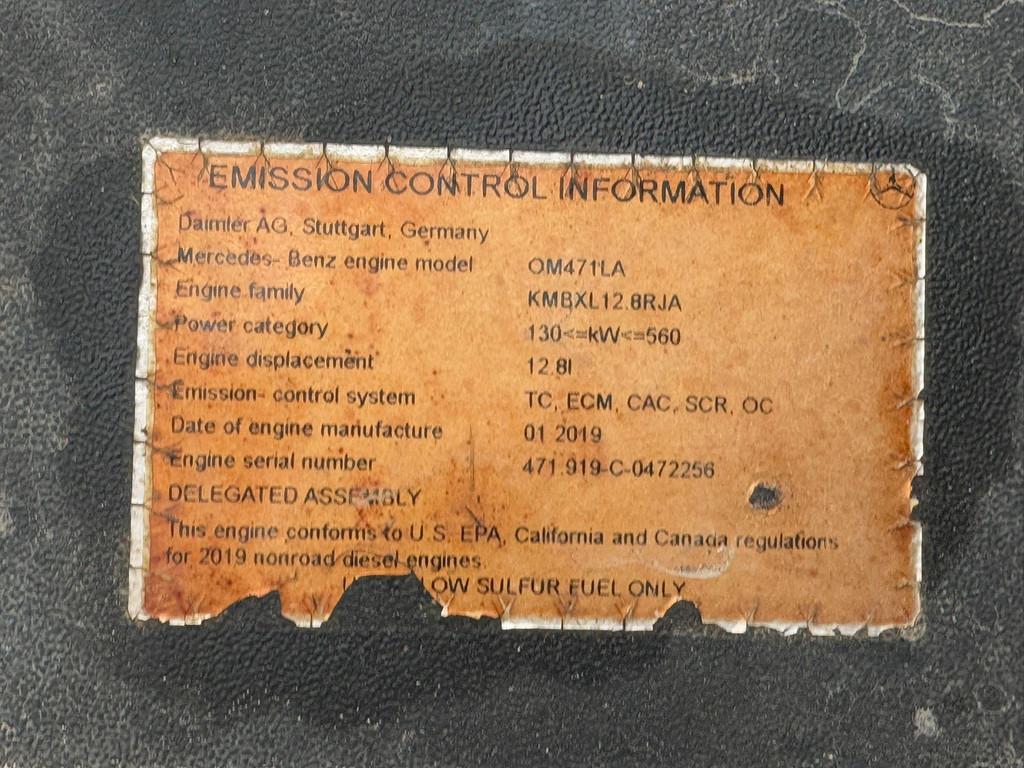 EMISSION CONTROL INFORMATION
Daimler AG, Stuttgart, Germany
Mercedes- Benz engine model OM471LA
Engine family KMBXL12.8RJA
Power category 130<=kW<=560
Engine displacement 12.8l
Emission- control system TC, ECM, CAC, SCR, OC
Date of engine manufacture 01 2019
Engine serial number 471.919-C-0472256
DELEGATED ASSEMBLY
This engine conforms to U.S. EPA, California and Canada regulations
for 2019 nonroad diesel engines.
OW SULFUR FUEL ONLY